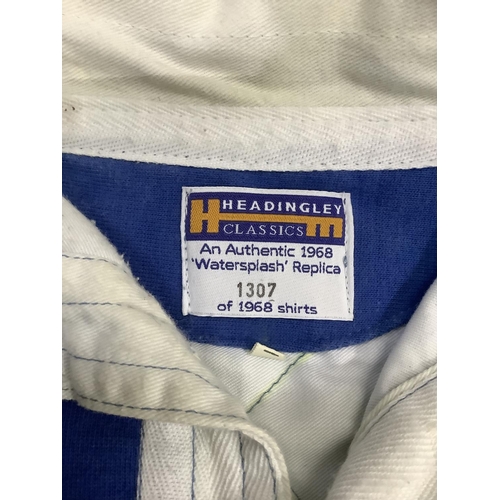 HEADINGLEY
CLASSICS
An Authentic 1968
'Watersplash' Replica
1307
of 1968 shirts